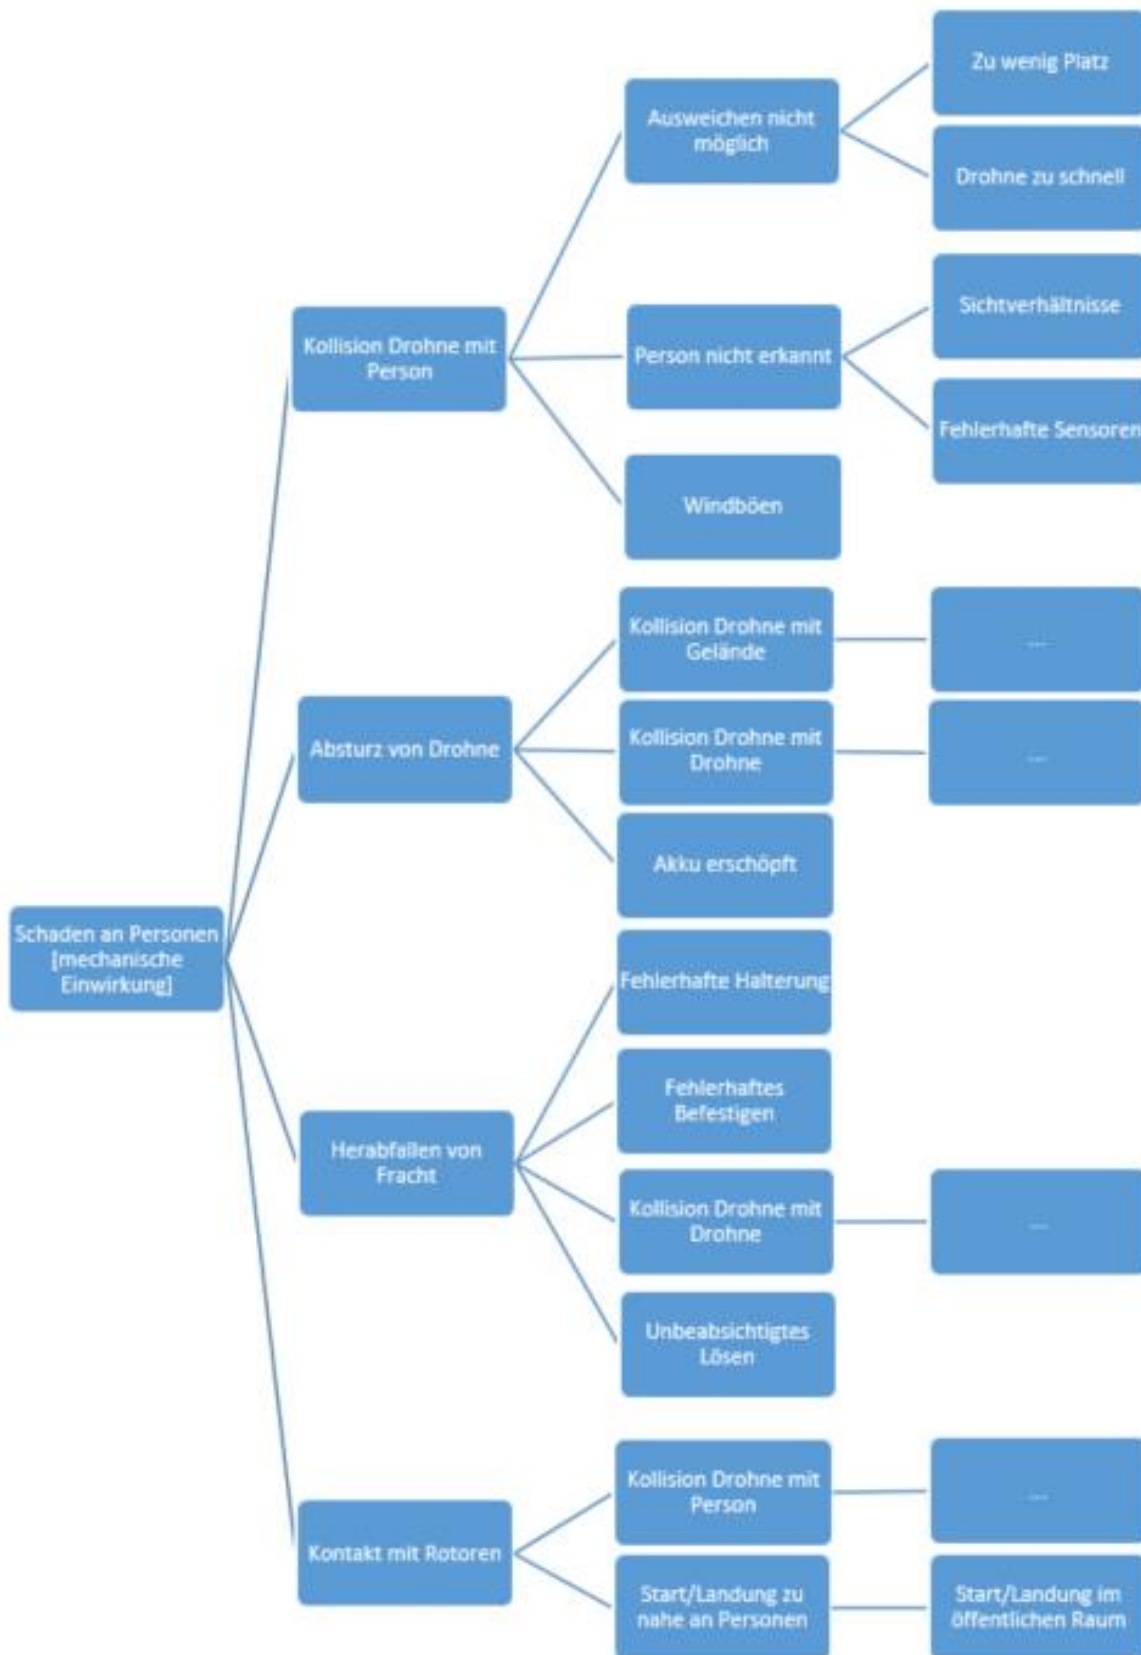 Zu wenig Platz
Ausweichen nicht
möglich
Drohne zu schnell
Sichtverhältnisse
Kollision Drohne mit
Person
Person nicht erkannt
Fehlerhafte Sensoren
Windböen
Kollision Drohne mit
Gelände
...
Absturz von Drohne
Kollision Drohne mit
Drohne
...
Akku erschöpft
Schaden an Personen
[mechanische
Einwirkung]
Fehlerhafte Halterung
Fehlerhaftes
Befestigen
Herabfallen von
Fracht
Kollision Drohne mit
Drohne
...
Unbeabsichtigtes
Lösen
Kollision Drohne mit
Person
...
Kontakt mit Rotoren
Start/Landung zu
nahe an Personen
Start/Landung im
öffentlichen Raum